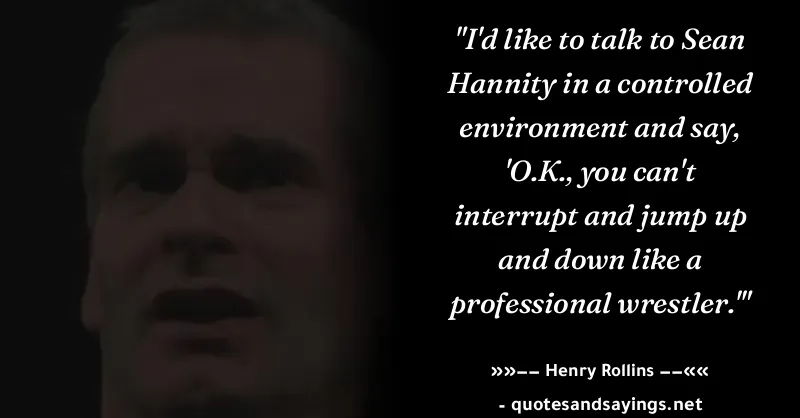 "I'd like to talk to Sean
Hannity in a controlled
environment and say,
'O.K., you can't
interrupt and jump up
and down like a
professional wrestler.'"
»»−− Henry Rollins −−««
- quotesandsayings.net